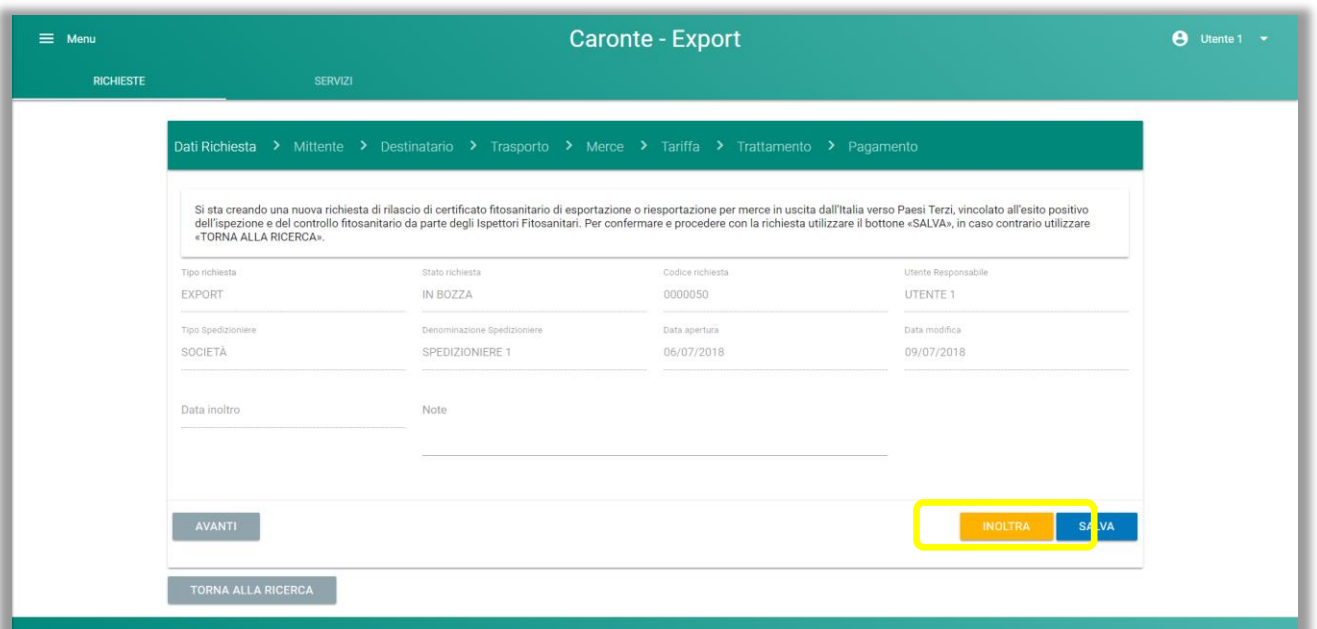 Menu
Caronte - Export
Utente 1
RICHIESTE
SERVIZI
Dati Richiesta > Mittente > Destinatario > Trasporto > Merce > Tariffa > Trattamento > Pagamento
Si sta creando una nuova richiesta di rilascio di certificato fitosanitario di esportazione o riesportazione per merce in uscita dall'Italia verso Paesi Terzi, vincolato all'esito positivo
dell'ispezione e del controllo fitosanitario da parte degli Ispettori Fitosanitari. Per confermare e procedere con la richiesta utilizzare il bottone «SALVA», in caso contrario utilizzare
«TORNA ALLA RICERCA».
Tipo richiesta
Stato richiesta
Codice richiesta
Utente Responsabile
EXPORT
IN BOZZA
0000050
UTENTE 1
Tipo Spedizioniere
Denominazione Spedizioniere
Data apertura
Data modifica
SOCIETÀ
SPEDIZIONIERE 1
06/07/2018
09/07/2018
Data inoltro
Note
AVANTI
INOLTRA
SALVA
TORNA ALLA RICERCA